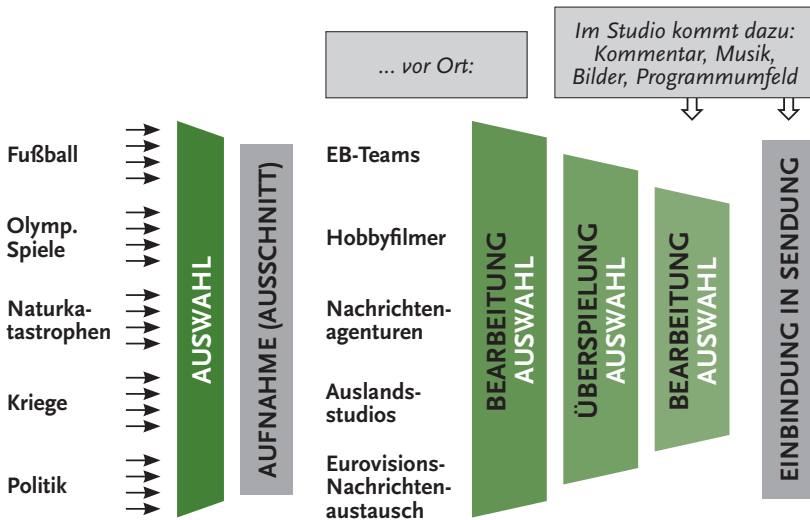 ... vor Ort:
Im Studio kommt dazu:
Kommentar, Musik,
Bilder, Programmumfeld
Fußball
Olymp.
Spiele
Naturka-
tastrophen
Kriege
Politik
AUSWAHL
AUFNAHME (AUSSCHNITT)
EB-Teams
Hobbyfilmer
Nachrichten-
agenturen
Auslands-
studios
Eurovisions-
Nachrichten-
austausch
BEARBEITUNG
AUSWAHL
ÜBERSPIELUNG
AUSWAHL
BEARBEITUNG
AUSWAHL
EINBINDUNG IN SENDUNG